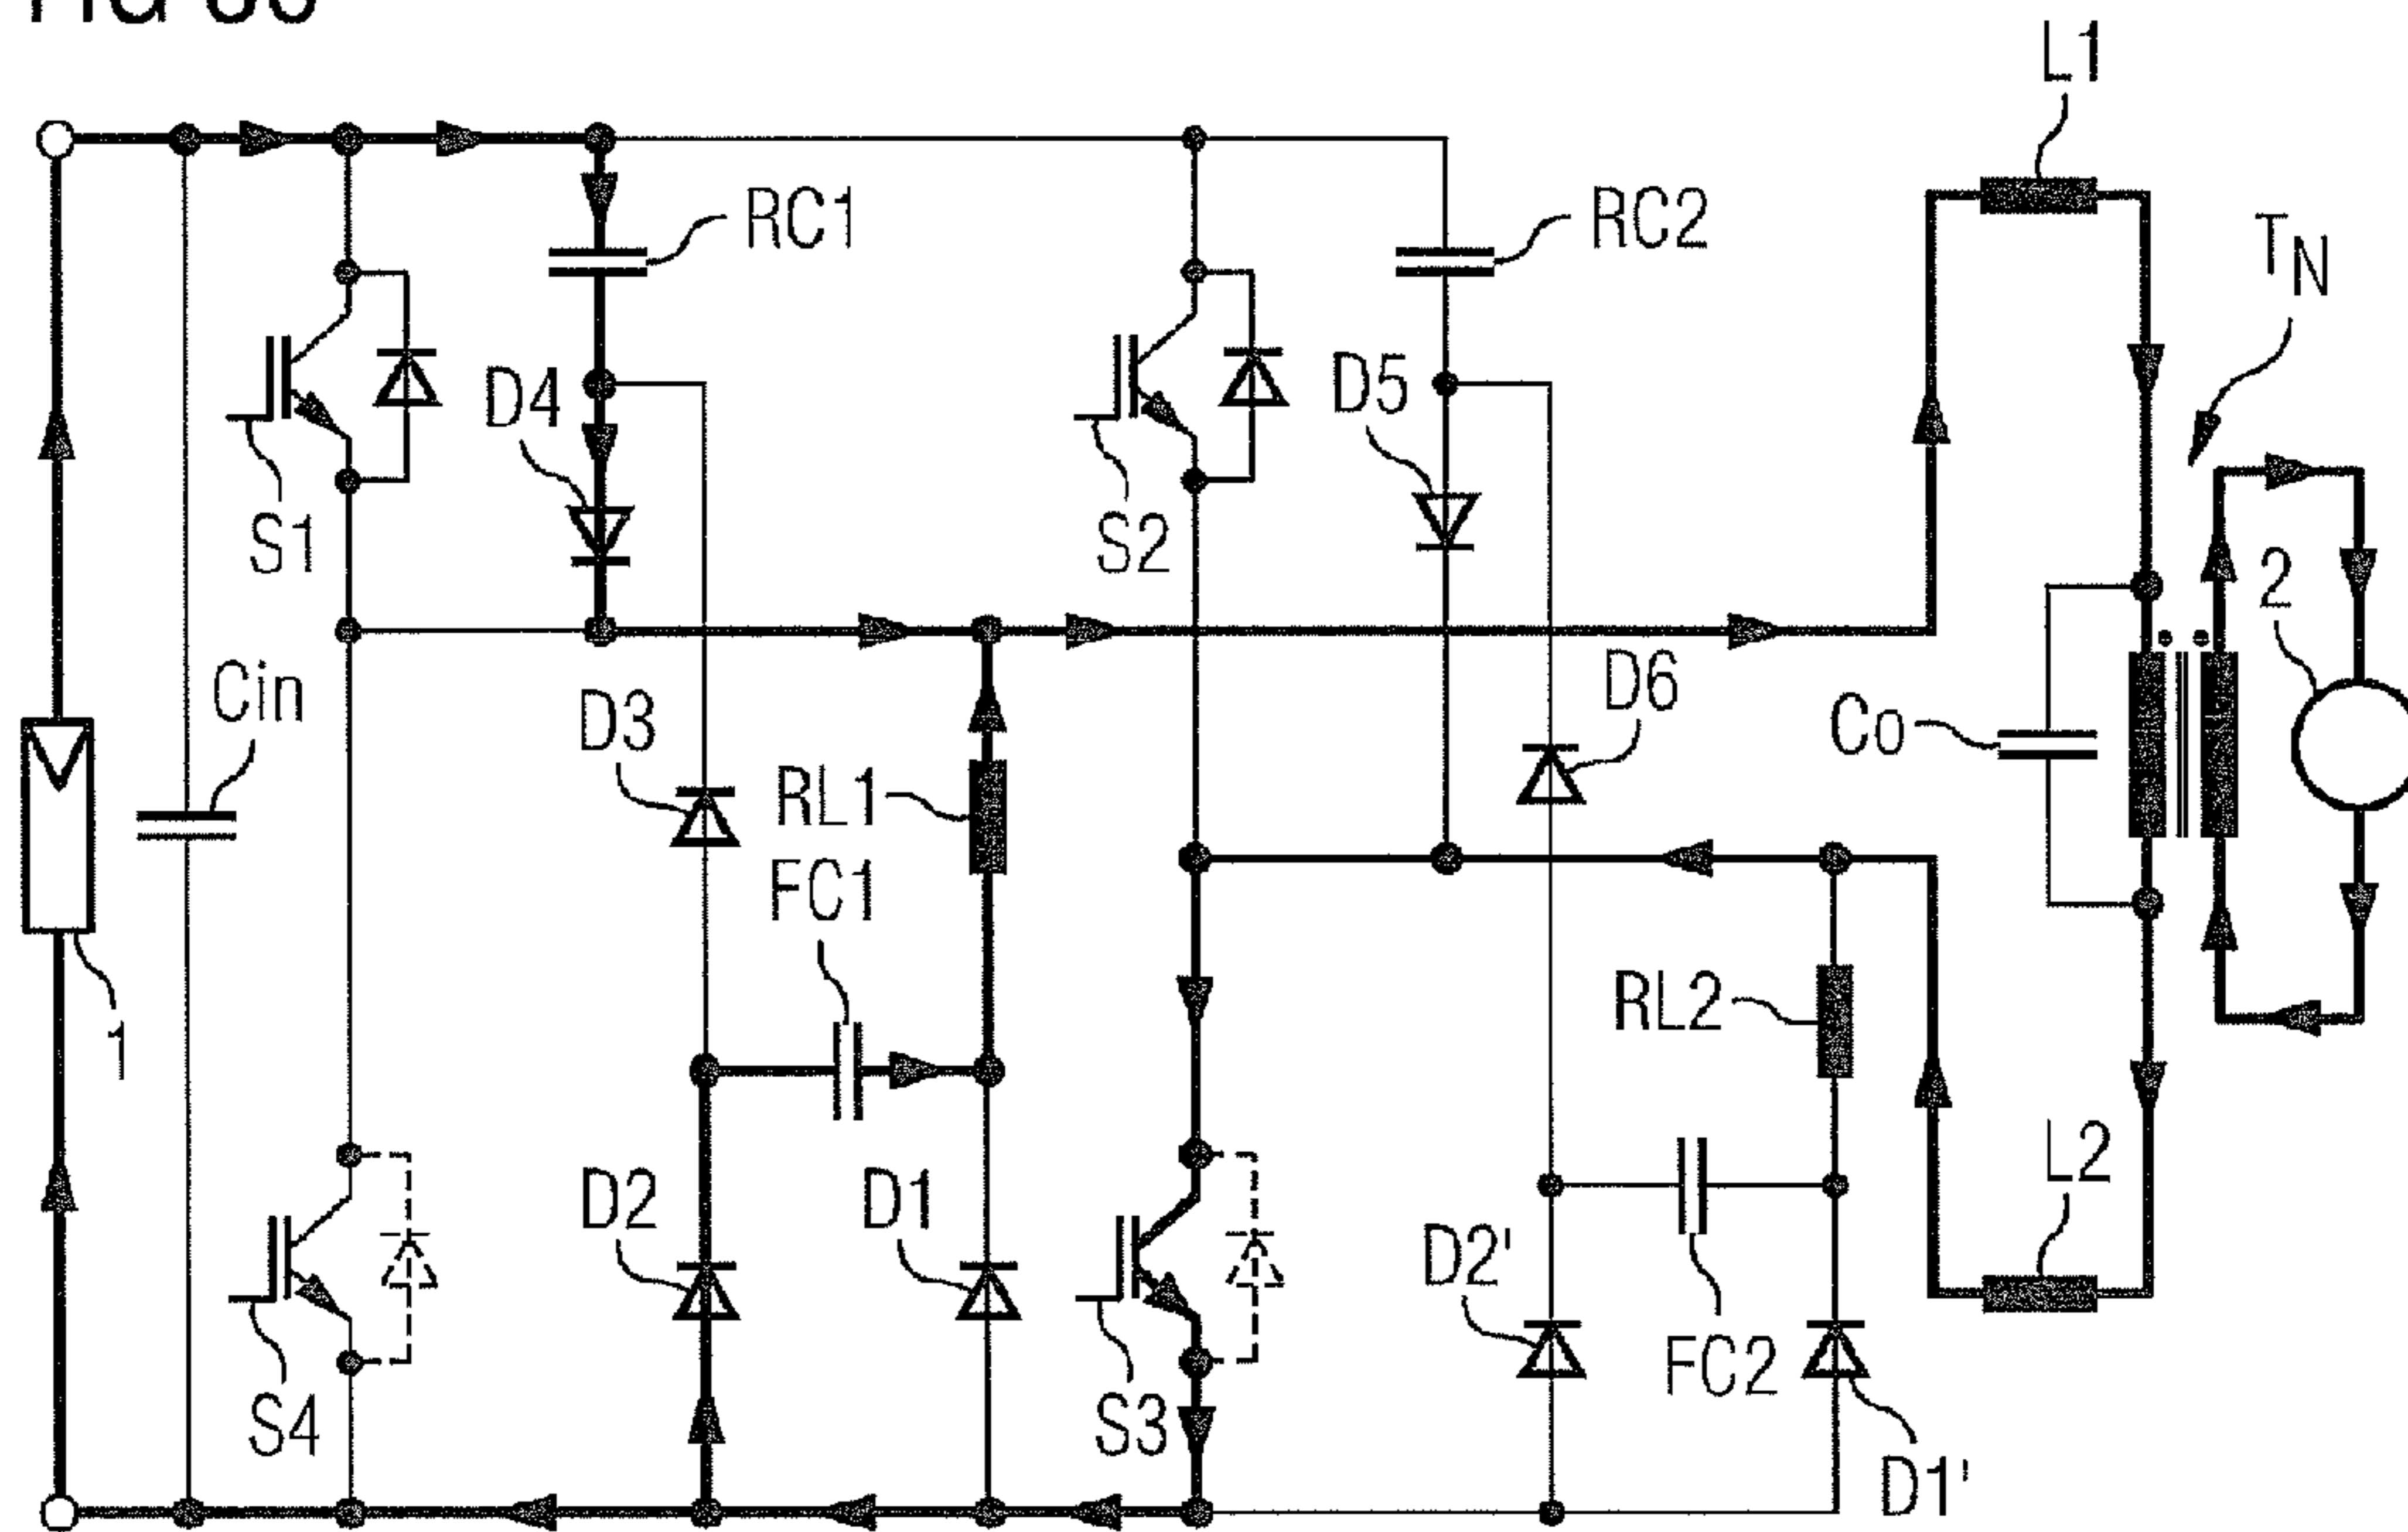 L1
RC1
RC2
T_N
D4
D5
S1
S2
2
Cin
D3
D6
RL1
Co
FC1
RL2
1
D2
D1
D2'
L2
S4
S3
FC2
D1'